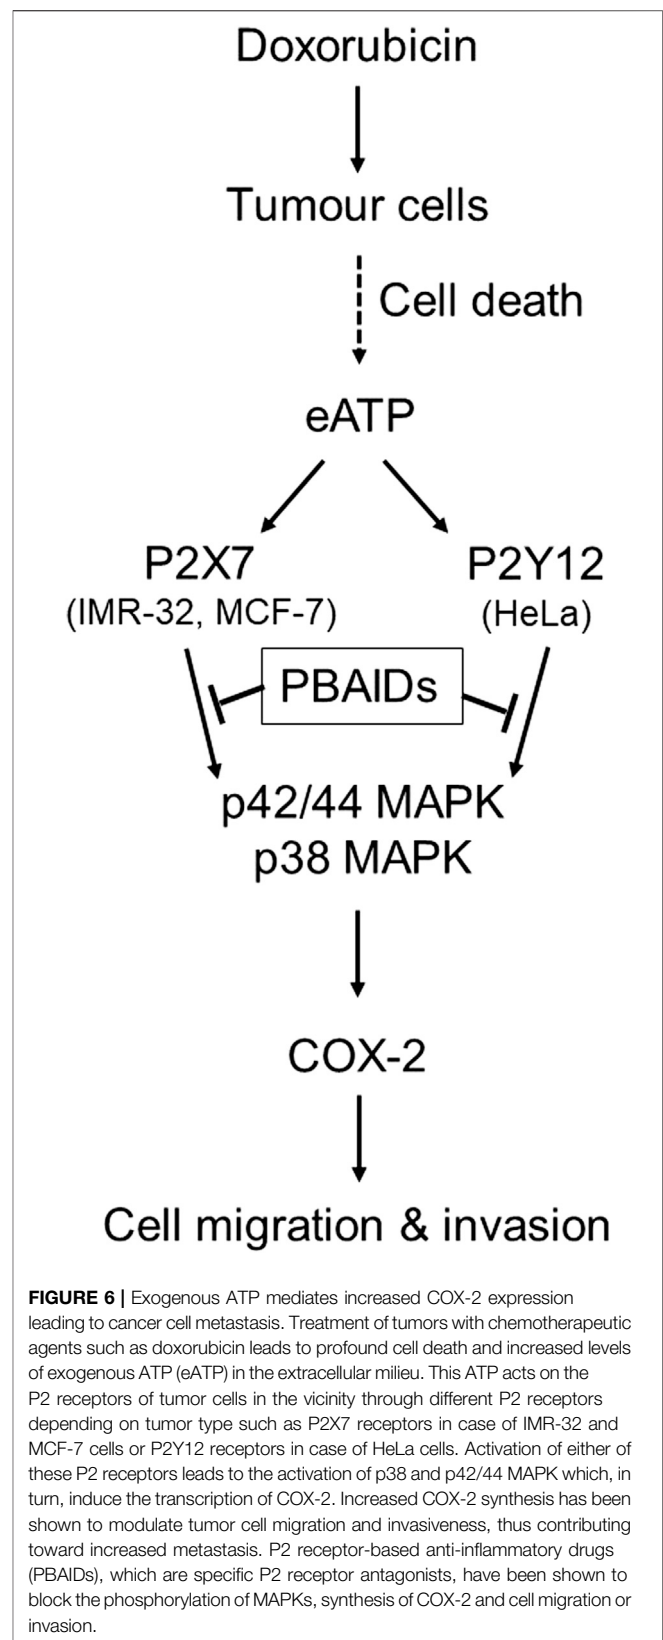 Doxorubicin
Tumour cells
Cell death
eATP
P2X7
(IMR-32, MCF-7)
P2Y12
(HeLa)
PBAIDs
p42/44 MAPK
p38 MAPK
COX-2
Cell migration & invasion
FIGURE 6 | Exogenous ATP mediates increased COX-2 expression
leading to cancer cell metastasis. Treatment of tumors with chemotherapeutic
agents such as doxorubicin leads to profound cell death and increased levels
of exogenous ATP (eATP) in the extracellular milieu. This ATP acts on the
P2 receptors of tumor cells in the vicinity through different P2 receptors
depending on tumor type such as P2X7 receptors in case of IMR-32 and
MCF-7 cells or P2Y12 receptors in case of HeLa cells. Activation of either of
these P2 receptors leads to the activation of p38 and p42/44 MAPK which, in
turn, induce the transcription of COX-2. Increased COX-2 synthesis has been
shown to modulate tumor cell migration and invasiveness, thus contributing
toward increased metastasis. P2 receptor-based anti-inflammatory drugs
(PBAIDs), which are specific P2 receptor antagonists, have been shown to
block the phosphorylation of MAPKs, synthesis of COX-2 and cell migration or
invasion.